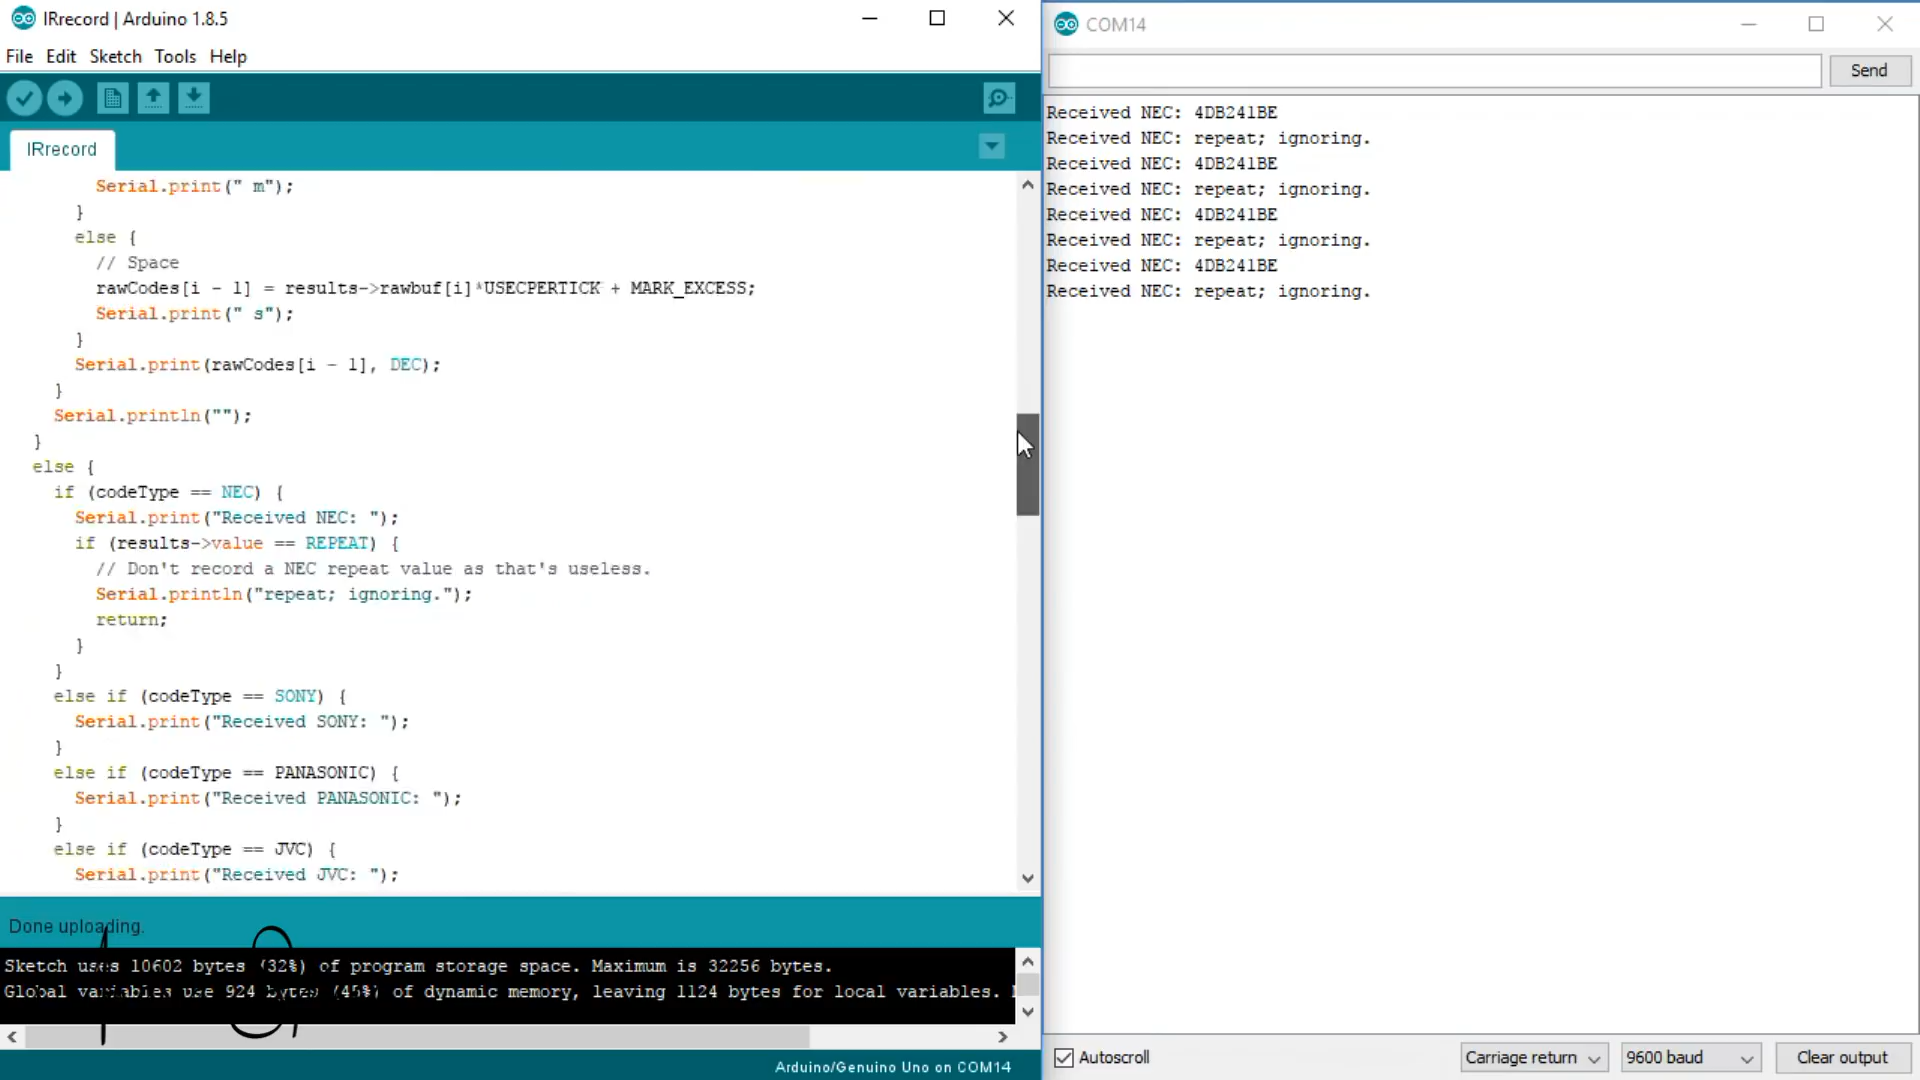 IRrecord | Arduino 1.8.5
File Edit Sketch Tools Help
IRrecord
Serial.print(" m");
}
else {
// Space
rawCodes[i - 1] = results->rawbuf[i]*USECPERTICK + MARK_EXCESS;
Serial.print(" s");
}
Serial.print(rawCodes[i - 1], DEC);
}
Serial.println("");
}
else {
if (codeType == NEC) {
Serial.print("Received NEC: ");
if (results->value == REPEAT) {
// Don't record a NEC repeat value as that's useless.
Serial.println("repeat; ignoring.");
return;
}
}
else if (codeType == SONY) {
Serial.print("Received SONY: ");
}
else if (codeType == PANASONIC) {
Serial.print("Received PANASONIC: ");
}
else if (codeType == JVC) {
Serial.print("Received JVC: ");
Done uploading.
Sketch uses 10602 bytes (32%) of program storage space. Maximum is 32256 bytes.
Global variables use 924 bytes (45%) of dynamic memory, leaving 1124 bytes for local variables.
Arduino/Genuino Uno on COM14
COM14
Send
Received NEC: 4DB241BE
Received NEC: repeat; ignoring.
Received NEC: 4DB241BE
Received NEC: repeat; ignoring.
Received NEC: 4DB241BE
Received NEC: repeat; ignoring.
Received NEC: 4DB241BE
Received NEC: repeat; ignoring.
Autoscroll
Carriage return
9600 baud
Clear output